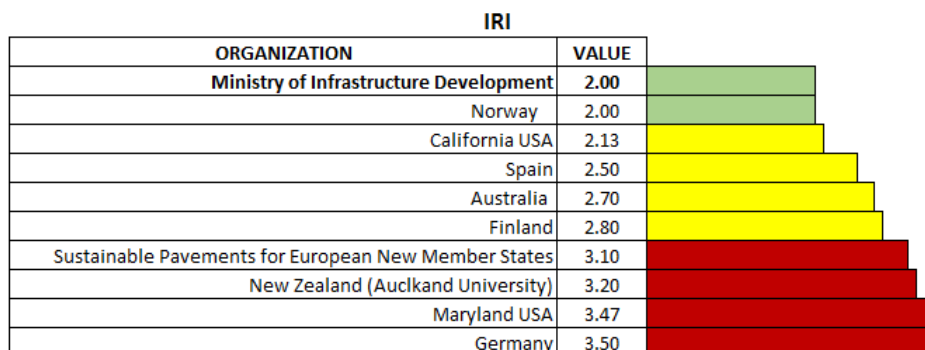 IRI
ORGANIZATION VALUE
Ministry of Infrastructure Development 2.00
Norway 2.00
California USA 2.13
Spain 2.50
Australia 2.70
Finland 2.80
Sustainable Pavements for European New Member States 3.10
New Zealand (Auclkand University) 3.20
Maryland USA 3.47
Germany 3.50